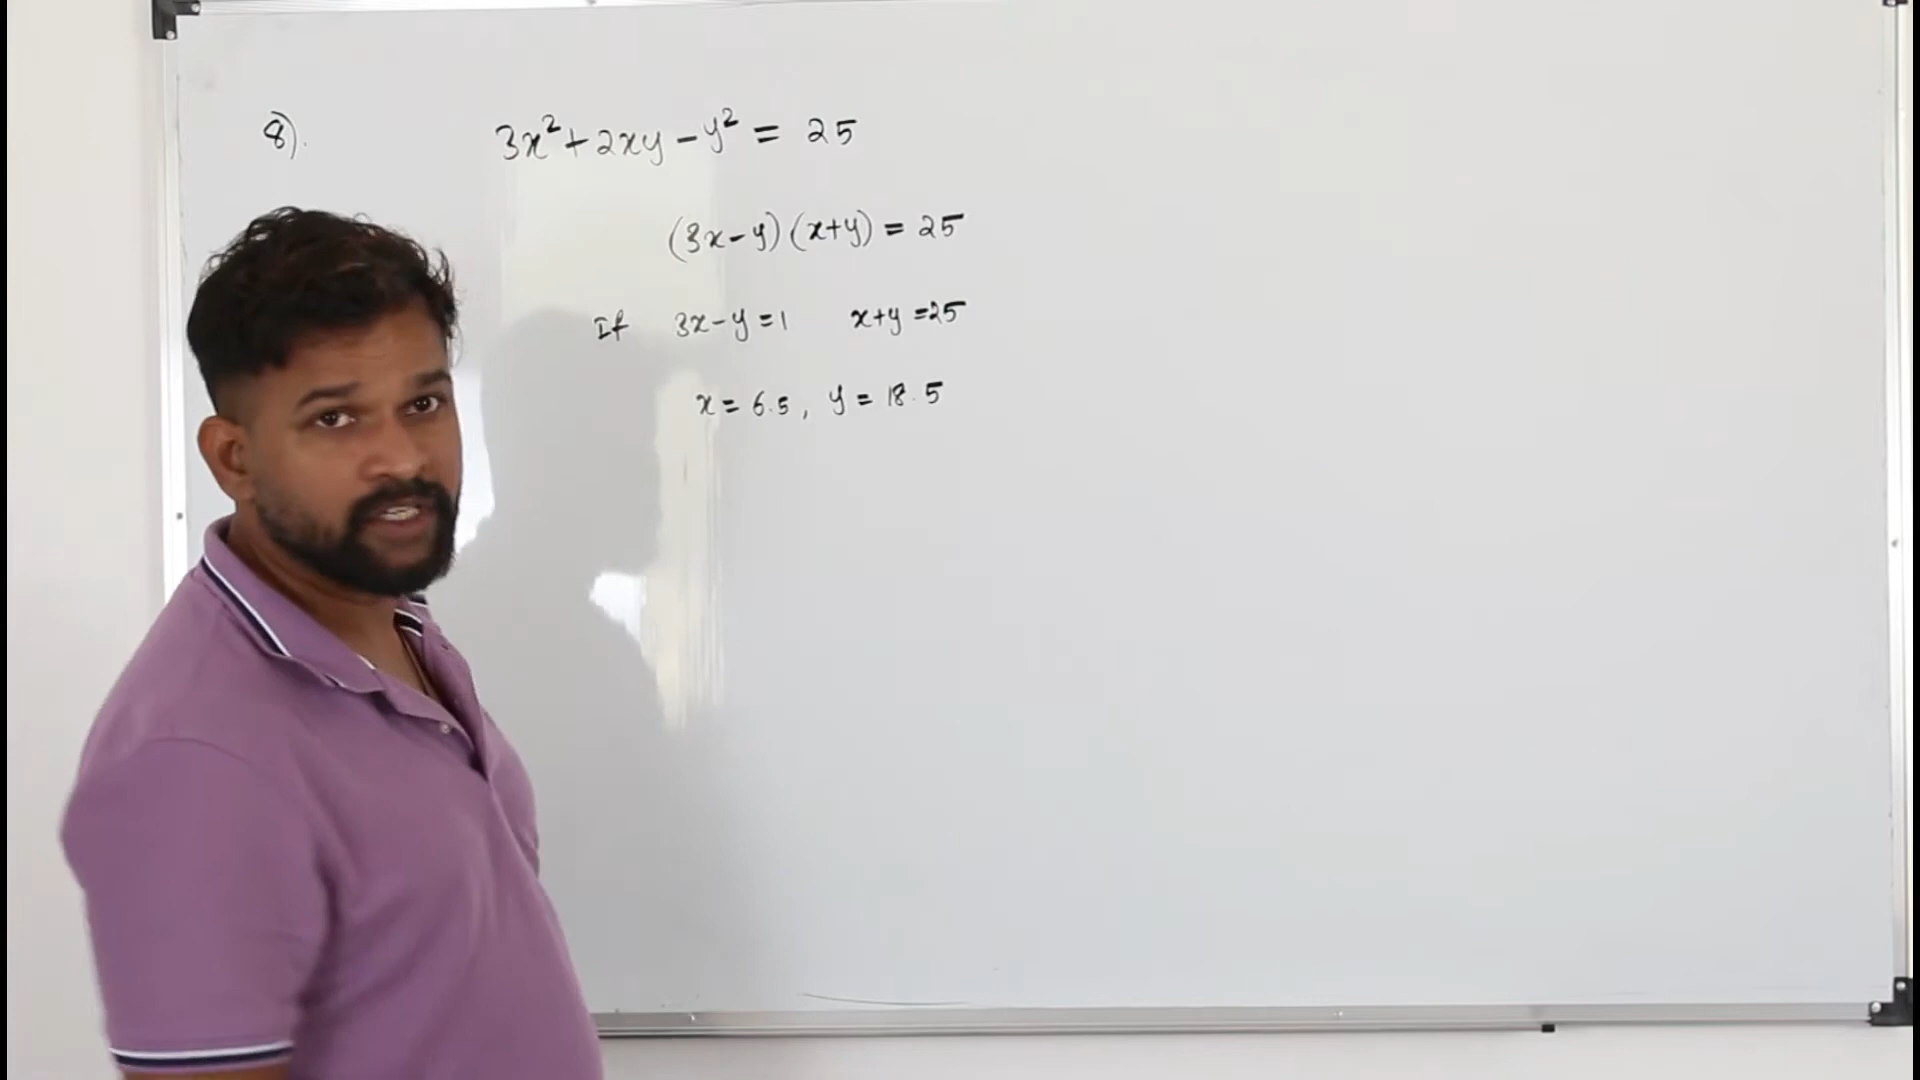 8). 3x² + 2xy - y² = 25
(3x-y)(x+y) = 25
If 3x-y=1 x+y=25
x = 6.5, y = 18.5